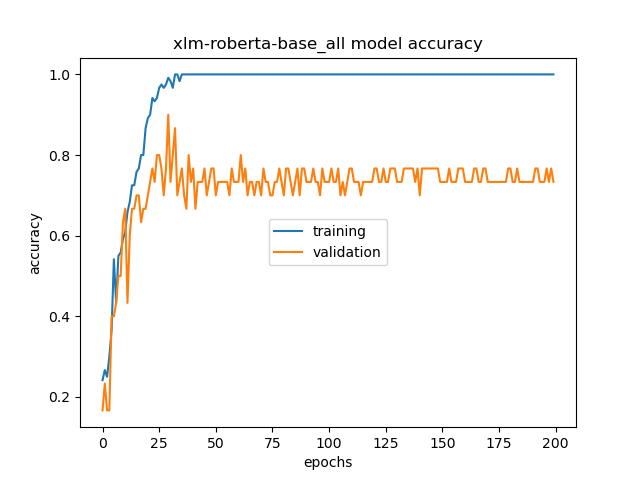 xlm-roberta-base_all model accuracy
accuracy
1.0
0.8
0.6
0.4
0.2
training
validation
0 25 50 75 100 125 150 175 200
epochs